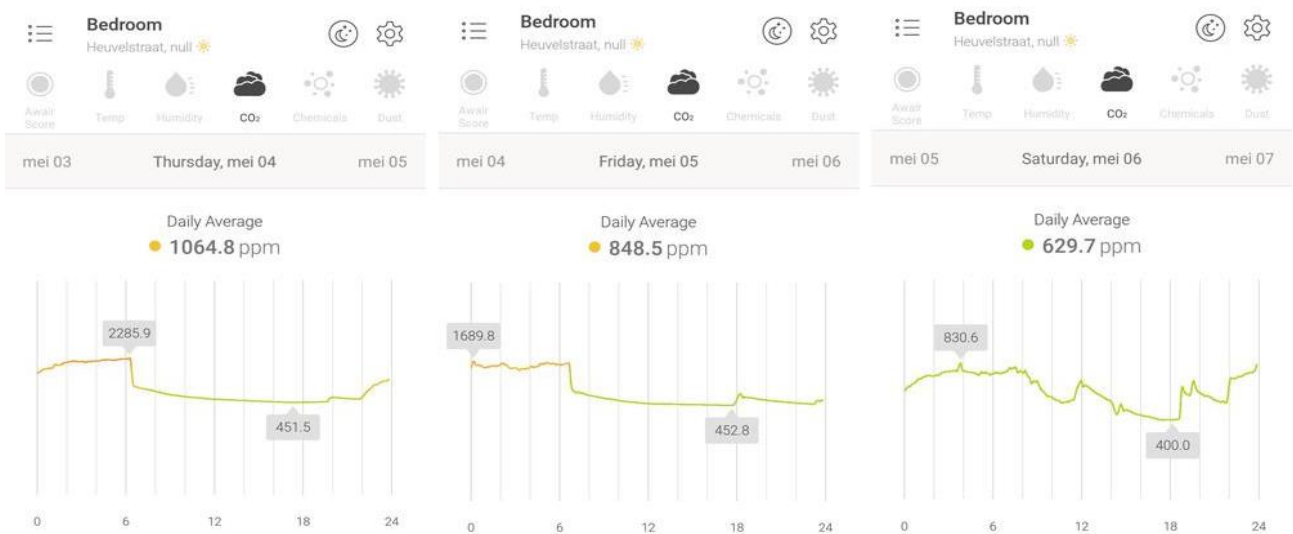 Bedroom
Heuvelstraat, null
Awair
Score
Temp
Humidity
CO₂
Chemicals
Dust
mei 03
Thursday, mei 04
mei 05
Daily Average
1064.8 ppm
2285.9
451.5
0
6
12
18
24
Bedroom
Heuvelstraat, null
Awair
Score
Temp
Humidity
CO₂
Chemicals
Dust
mei 04
Friday, mei 05
mei 06
Daily Average
848.5 ppm
1689.8
452.8
0
6
12
18
24
Bedroom
Heuvelstraat, null
Awair
Score
Temp
Humidity
CO₂
Chemicals
Dust
mei 05
Saturday, mei 06
mei 07
Daily Average
629.7 ppm
830.6
400.0
0
6
12
18
24